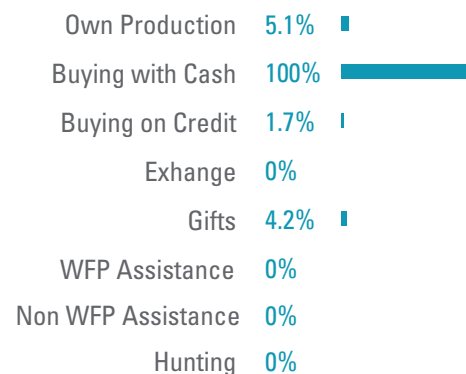 Own Production 5.1%
Buying with Cash 100%
Buying on Credit 1.7%
Exhange 0%
Gifts 4.2%
WFP Assistance 0%
Non WFP Assistance 0%
Hunting 0%